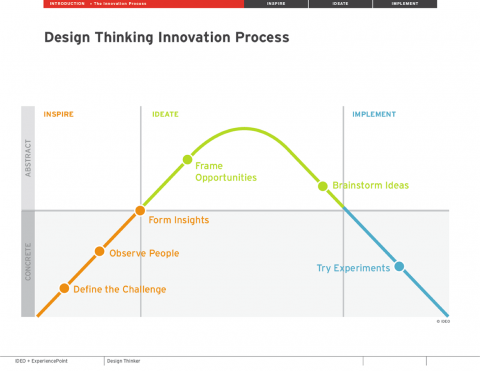 INTRODUCTION • The Innovation Process INSPIRE IDEATE IMPLEMENT
Design Thinking Innovation Process
INSPIRE IDEATE IMPLEMENT
ABSTRACT
Frame
Opportunities
Brainstorm Ideas
Form Insights
CONCRETE
Observe People
Try Experiments
Define the Challenge
© IDEO
IDEO + ExperiencePoint Design Thinker